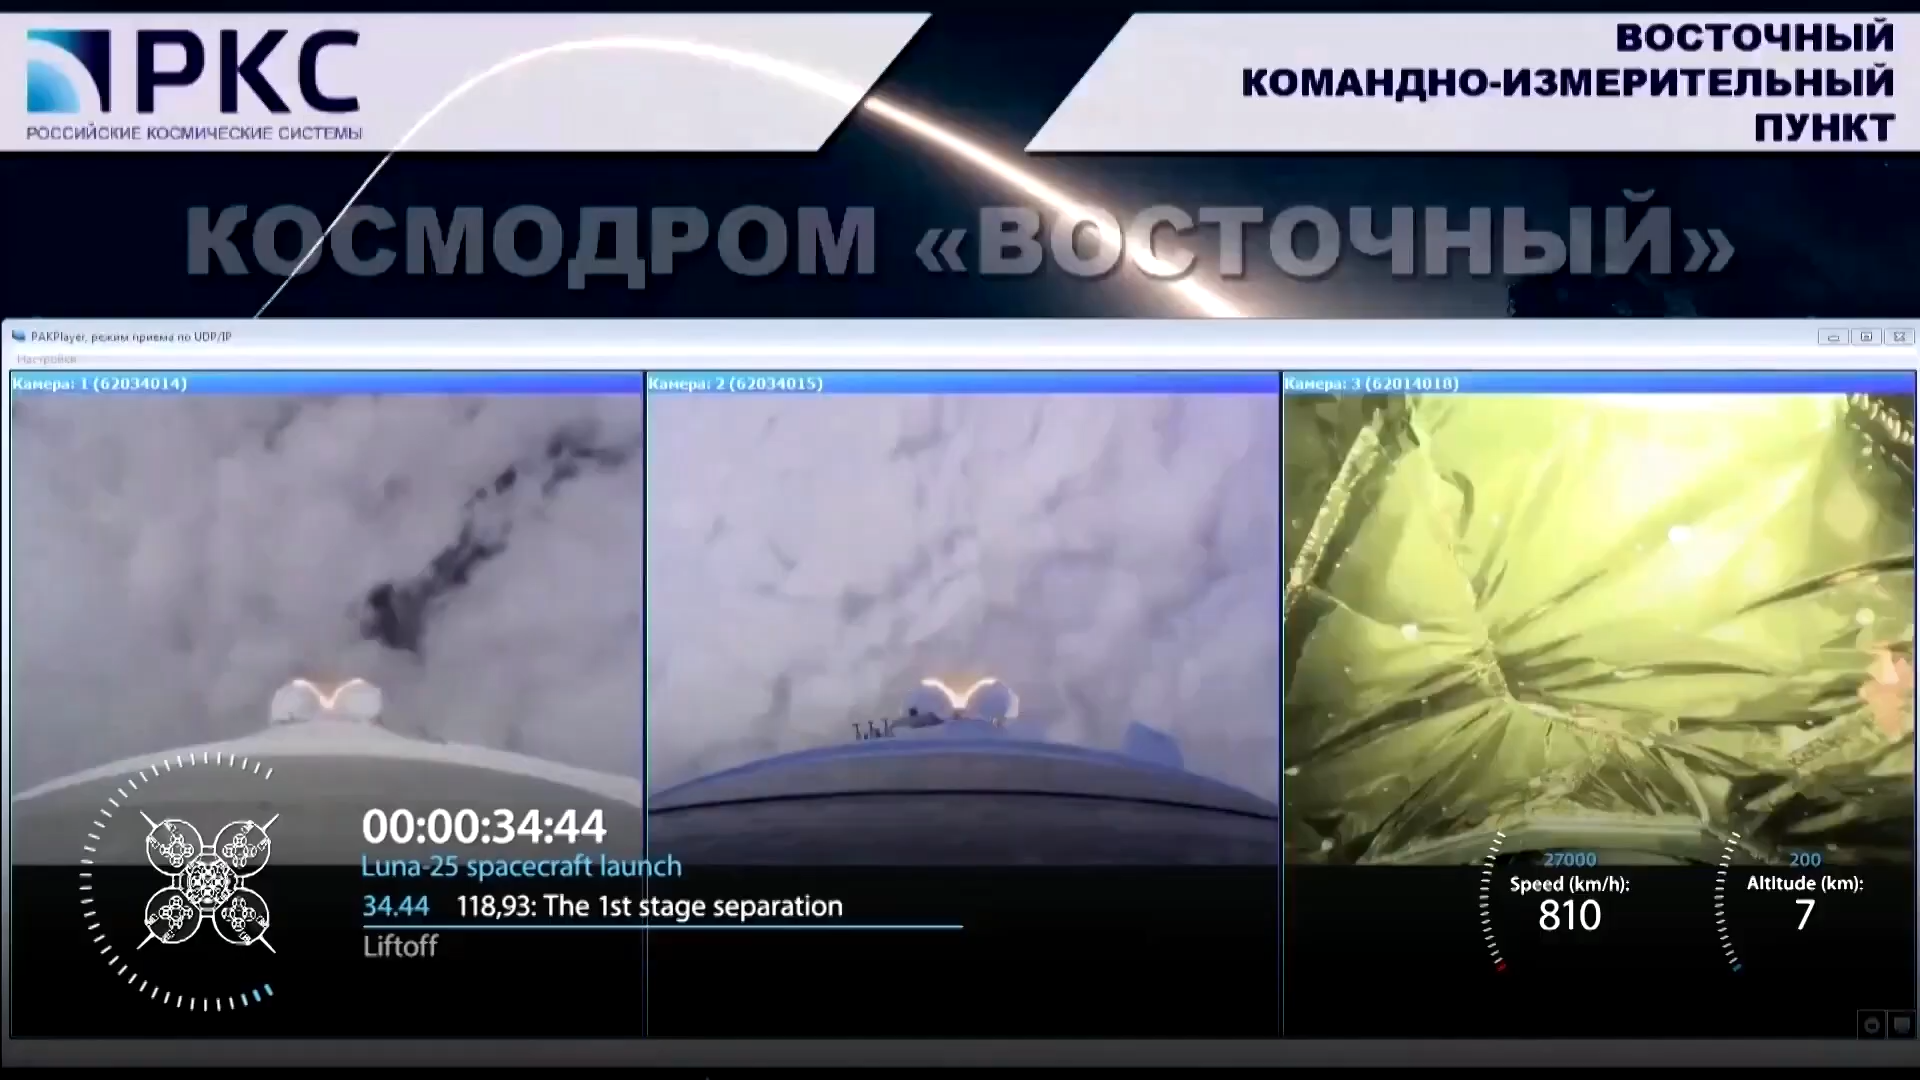 РКС
РОССИЙСКИЕ КОСМИЧЕСКИЕ СИСТЕМЫ
ВОСТОЧНЫЙ
КОМАНДНО-ИЗМЕРИТЕЛЬНЫЙ
ПУНКТ
КОСМОДРОМ «ВОСТОЧНЫЙ»
PAKPlayer, режим приема по UDP/IP
Настройки
Камера: 1 (62034014)
Камера: 2 (62034015)
Камера: 3 (62014018)
00:00:34:44
Luna-25 spacecraft launch
34.44 118,93: The 1st stage separation
Liftoff
27000
Speed (km/h):
810
200
Altitude (km):
7